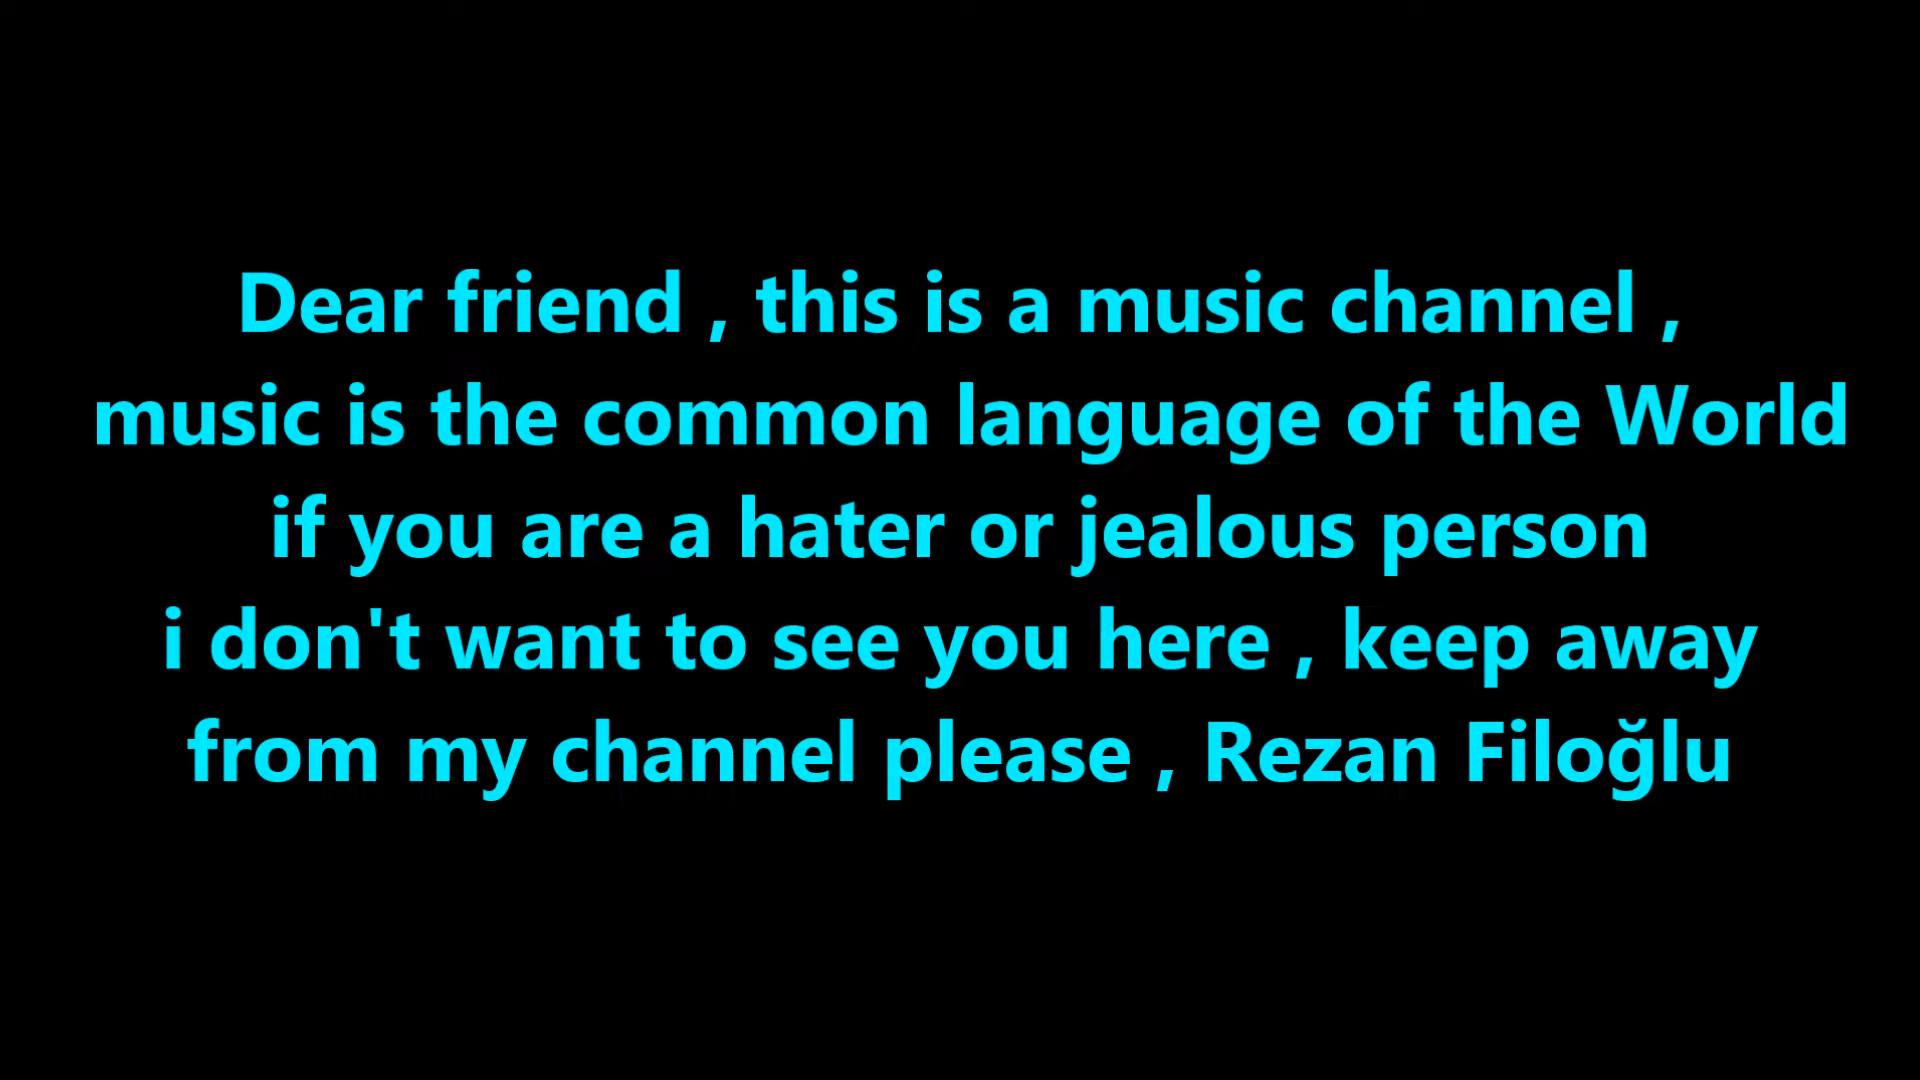 Dear friend , this is a music channel ,
music is the common language of the World
if you are a hater or jealous person
i don't want to see you here , keep away
from my channel please , Rezan Filoğlu